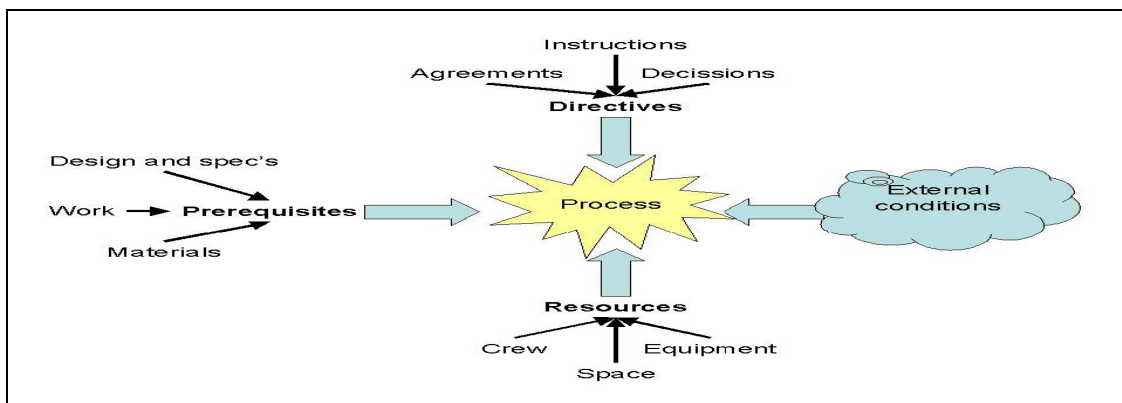 Instructions
Agreements
Decissions
Directives
Design and spec's
Work
Prerequisites
Materials
Process
External
conditions
Resources
Crew
Equipment
Space